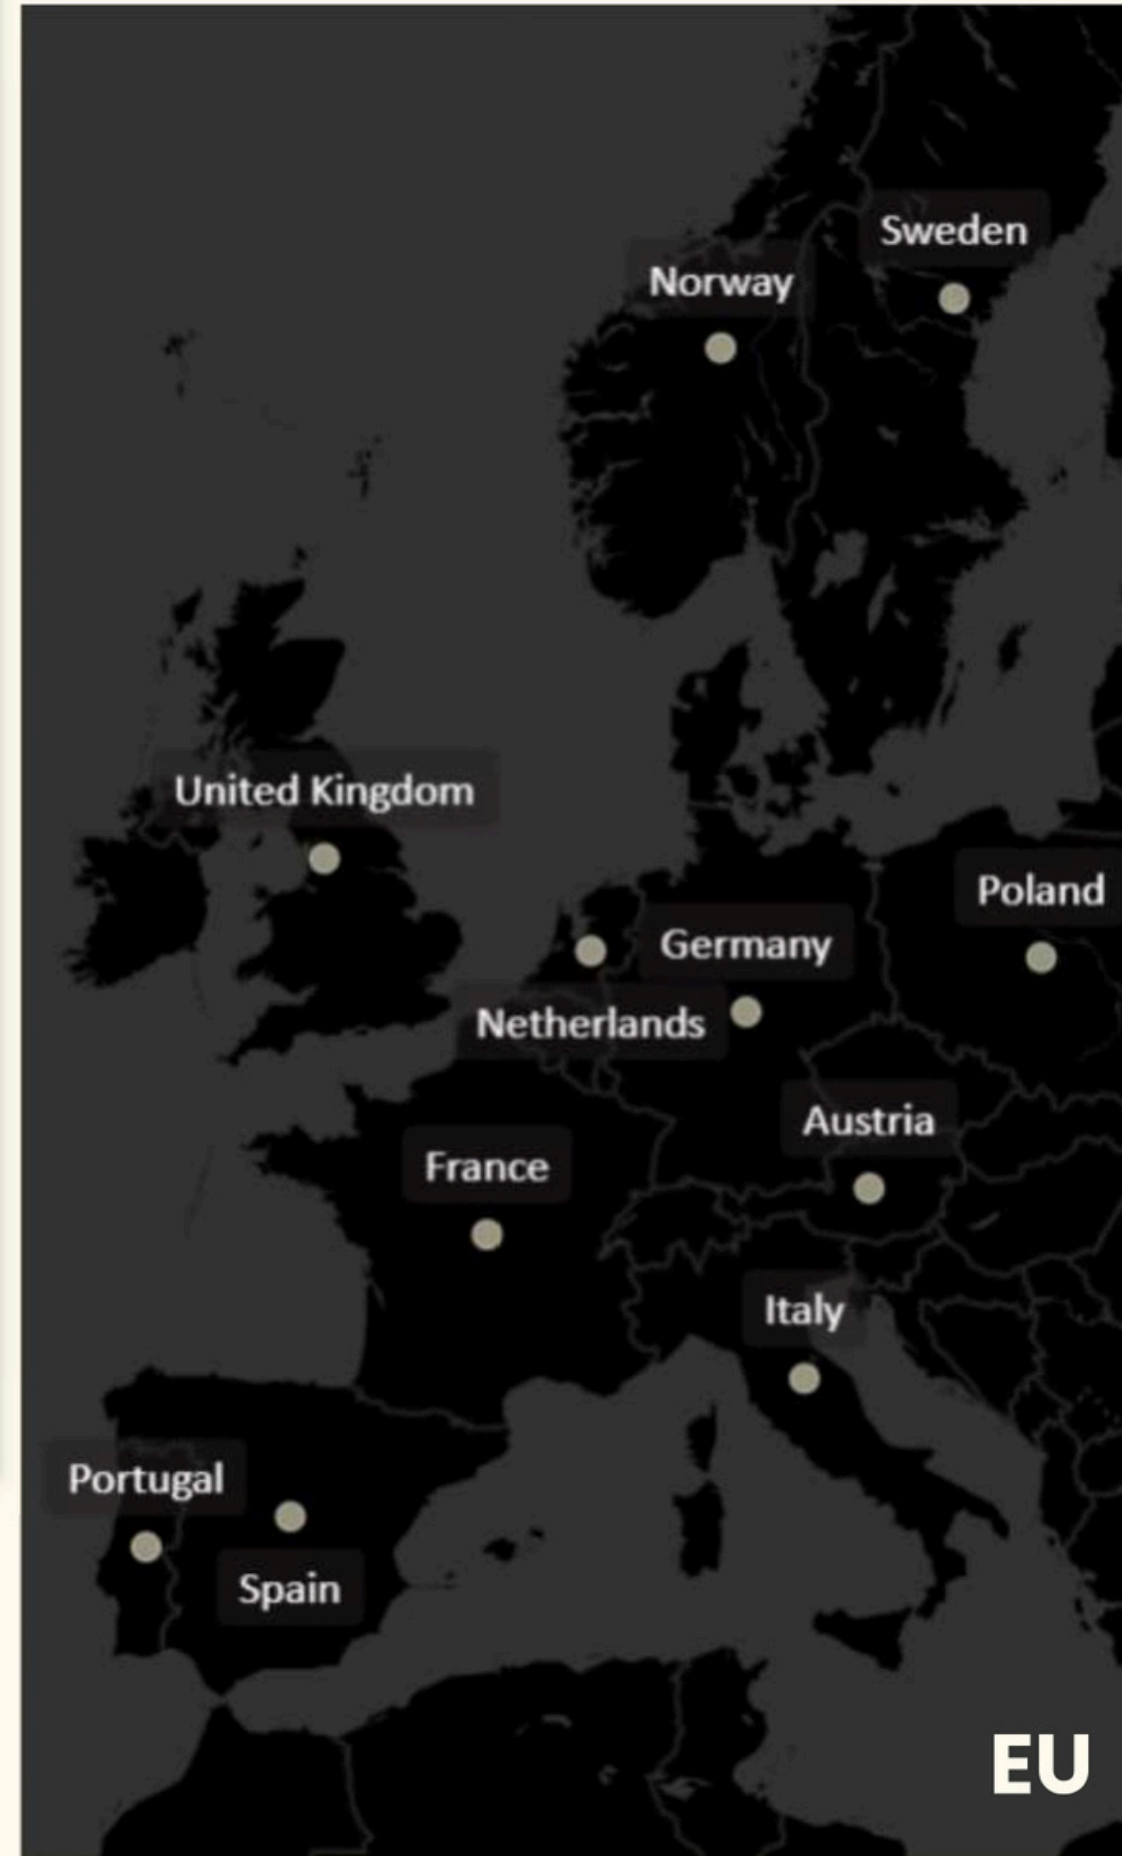 Sweden
Norway
United Kingdom
Poland
Germany
Netherlands
Austria
France
Italy
Portugal
Spain
EU